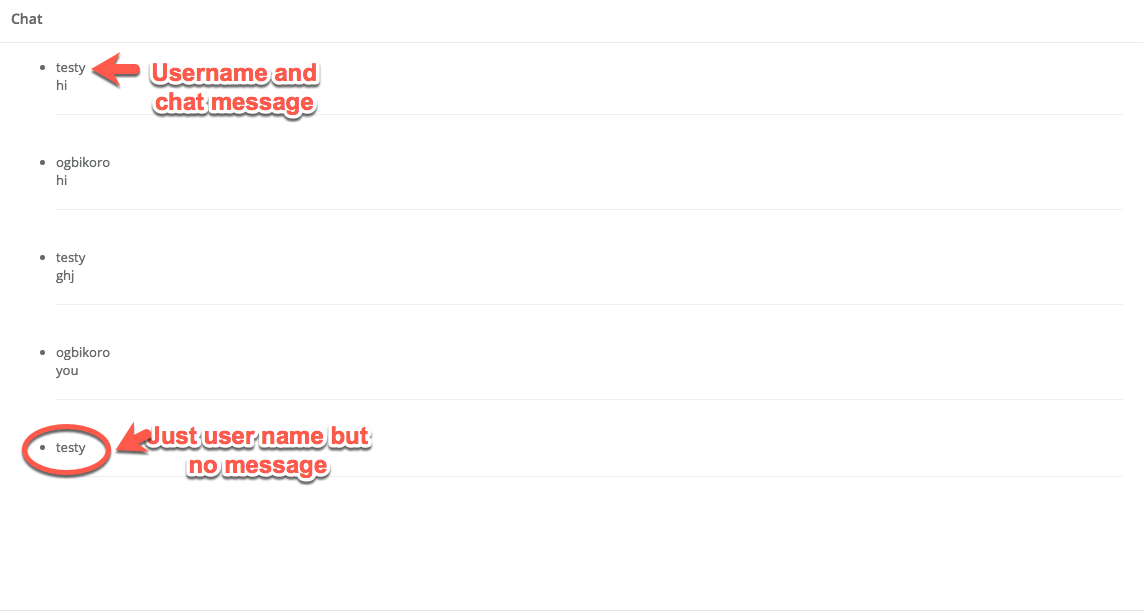 Chat
testy
hi
Username and
chat message
ogbikoro
hi
testy
ghj
ogbikoro
you
testy
Just user name but
no message